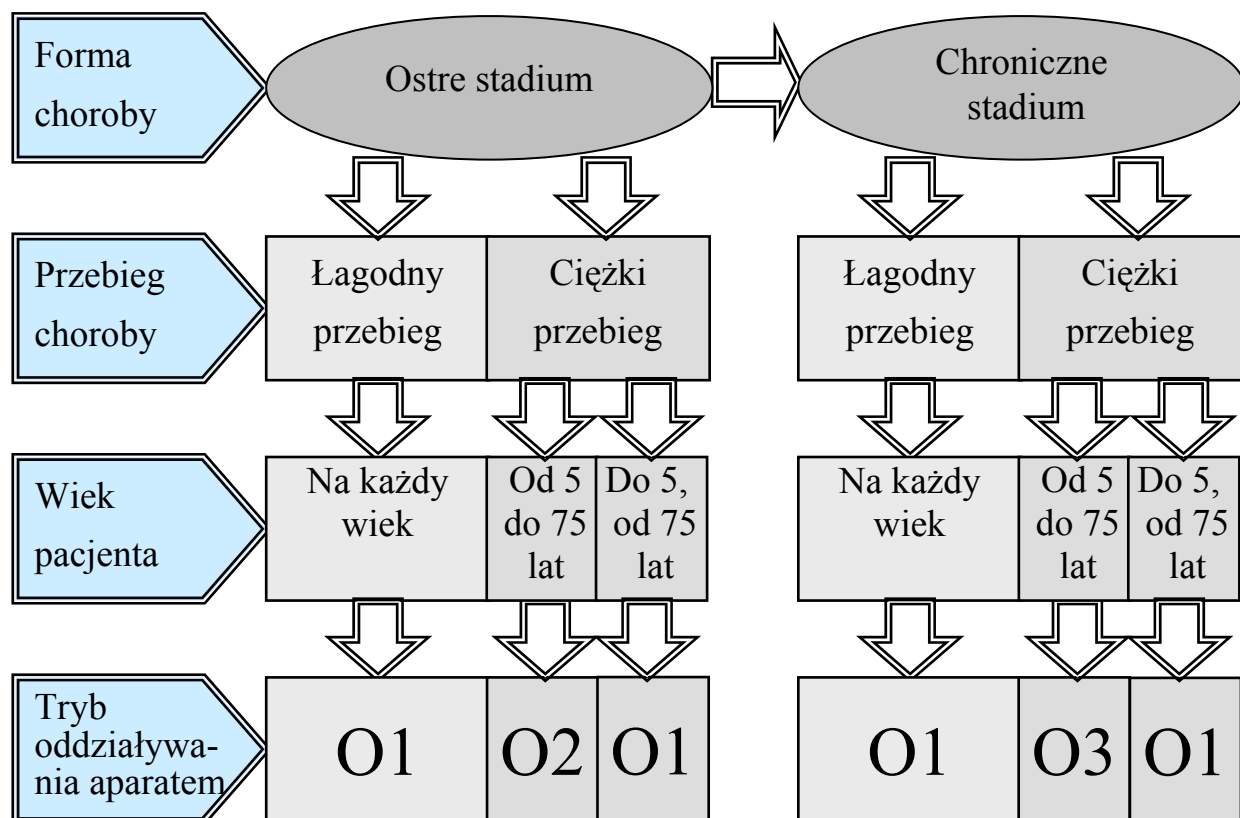 Forma
choroby
Ostre stadium
Chroniczne
stadium
Przebieg
choroby
Łagodny
przebieg
Ciężki
przebieg
Łagodny
przebieg
Ciężki
przebieg
Wiek
pacjenta
Na każdy
wiek
Od 5
do 75
lat
Do 5,
od 75
lat
Na każdy
wiek
Od 5
do 75
lat
Do 5,
od 75
lat
Tryb
oddziaływa-
nia aparatem
O1
O2
O1
O1
O3
O1